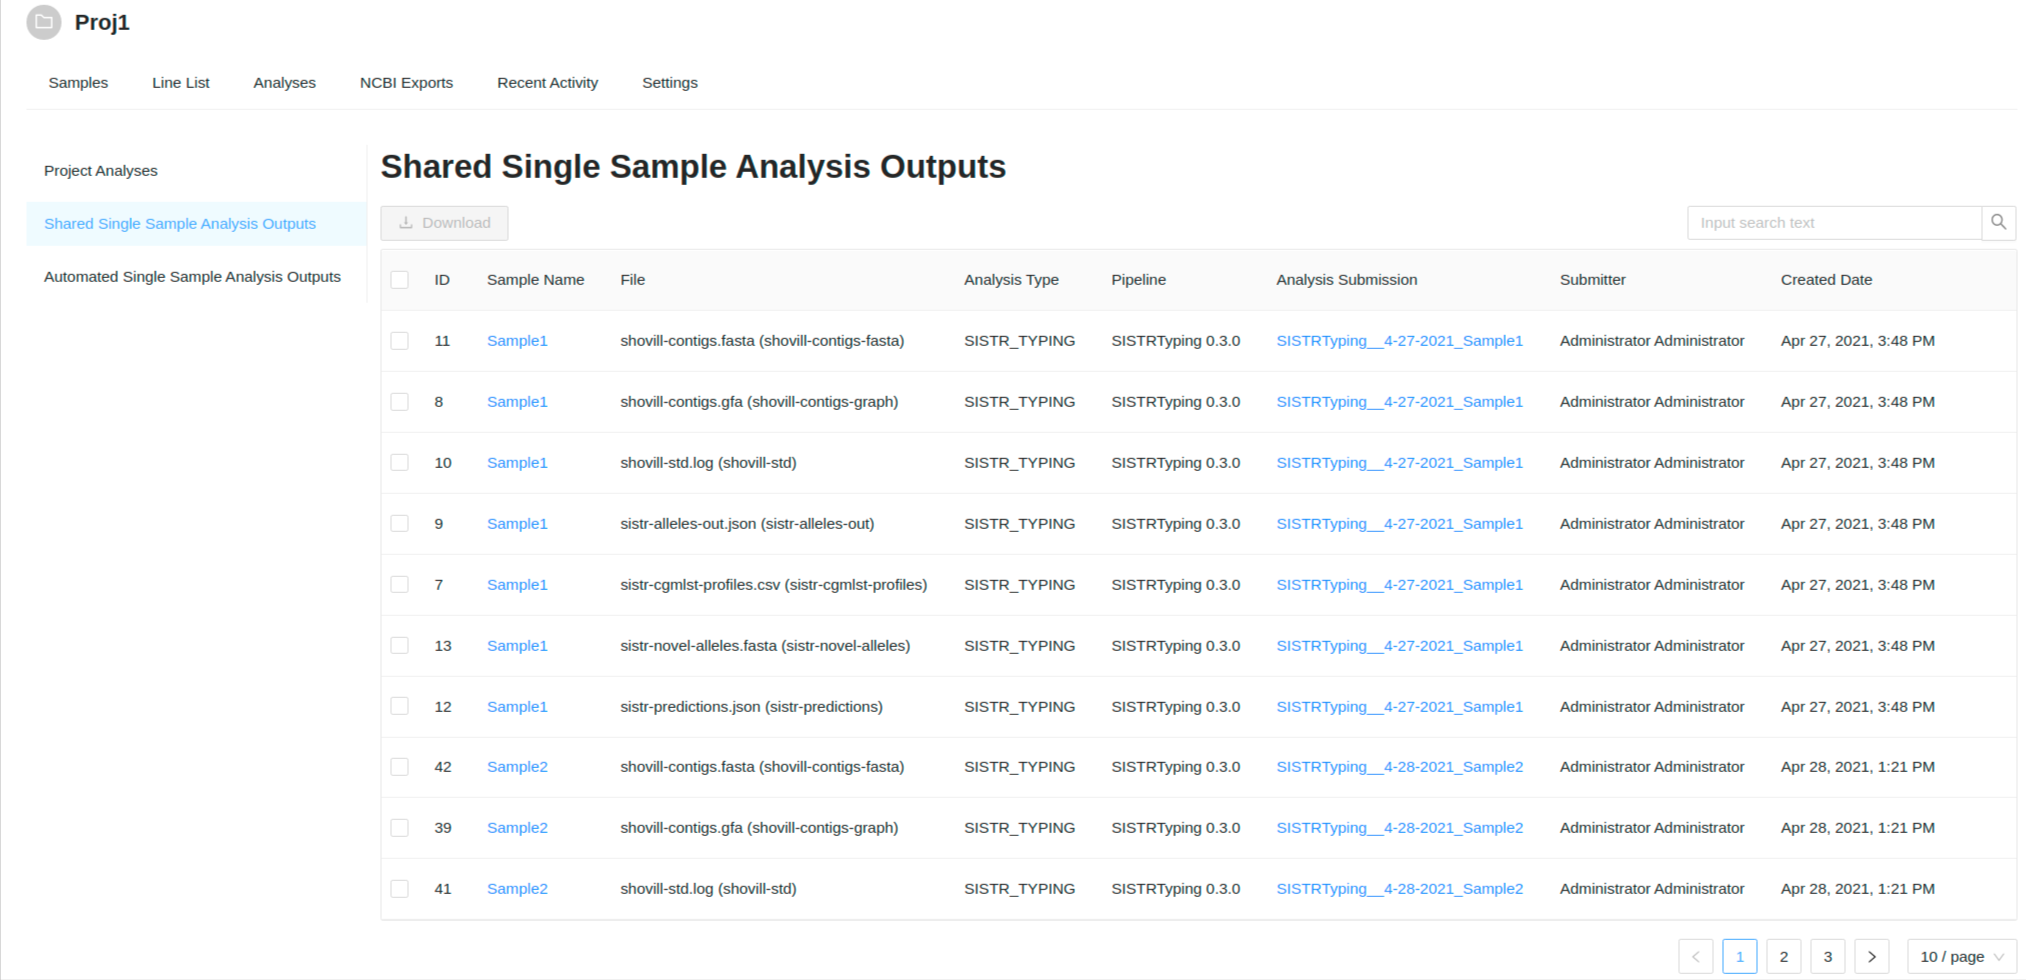 Proj1
Samples Line List Analyses NCBI Exports Recent Activity Settings
Project Analyses
Shared Single Sample Analysis Outputs
Automated Single Sample Analysis Outputs
Shared Single Sample Analysis Outputs
Download Input search text
ID Sample Name File Analysis Type Pipeline Analysis Submission Submitter Created Date
11 Sample1 shovill-contigs.fasta (shovill-contigs-fasta) SISTR_TYPING SISTRTyping 0.3.0 SISTRTyping__4-27-2021_Sample1 Administrator Administrator Apr 27, 2021, 3:48 PM
8 Sample1 shovill-contigs.gfa (shovill-contigs-graph) SISTR_TYPING SISTRTyping 0.3.0 SISTRTyping__4-27-2021_Sample1 Administrator Administrator Apr 27, 2021, 3:48 PM
10 Sample1 shovill-std.log (shovill-std) SISTR_TYPING SISTRTyping 0.3.0 SISTRTyping__4-27-2021_Sample1 Administrator Administrator Apr 27, 2021, 3:48 PM
9 Sample1 sistr-alleles-out.json (sistr-alleles-out) SISTR_TYPING SISTRTyping 0.3.0 SISTRTyping__4-27-2021_Sample1 Administrator Administrator Apr 27, 2021, 3:48 PM
7 Sample1 sistr-cgmlst-profiles.csv (sistr-cgmlst-profiles) SISTR_TYPING SISTRTyping 0.3.0 SISTRTyping__4-27-2021_Sample1 Administrator Administrator Apr 27, 2021, 3:48 PM
13 Sample1 sistr-novel-alleles.fasta (sistr-novel-alleles) SISTR_TYPING SISTRTyping 0.3.0 SISTRTyping__4-27-2021_Sample1 Administrator Administrator Apr 27, 2021, 3:48 PM
12 Sample1 sistr-predictions.json (sistr-predictions) SISTR_TYPING SISTRTyping 0.3.0 SISTRTyping__4-27-2021_Sample1 Administrator Administrator Apr 27, 2021, 3:48 PM
42 Sample2 shovill-contigs.fasta (shovill-contigs-fasta) SISTR_TYPING SISTRTyping 0.3.0 SISTRTyping__4-28-2021_Sample2 Administrator Administrator Apr 28, 2021, 1:21 PM
39 Sample2 shovill-contigs.gfa (shovill-contigs-graph) SISTR_TYPING SISTRTyping 0.3.0 SISTRTyping__4-28-2021_Sample2 Administrator Administrator Apr 28, 2021, 1:21 PM
41 Sample2 shovill-std.log (shovill-std) SISTR_TYPING SISTRTyping 0.3.0 SISTRTyping__4-28-2021_Sample2 Administrator Administrator Apr 28, 2021, 1:21 PM
1 2 3 10 / page